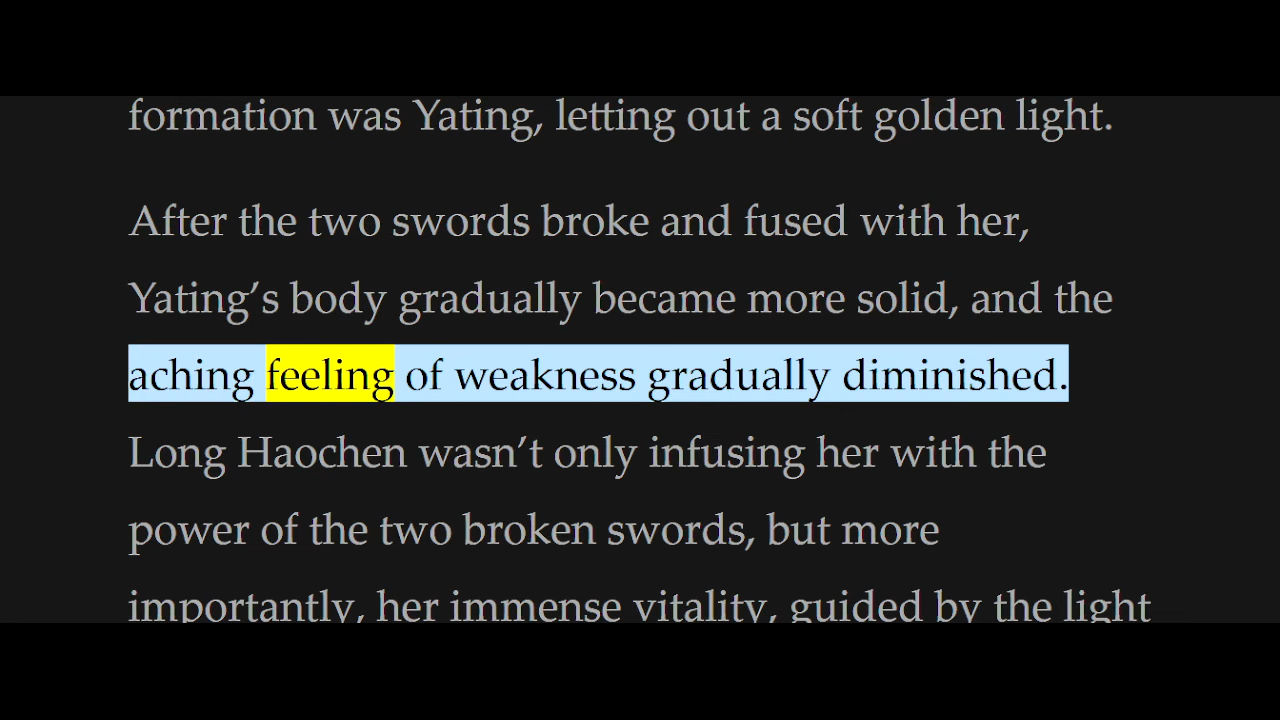 formation was Yating, letting out a soft golden light.
After the two swords broke and fused with her,
Yating’s body gradually became more solid, and the
aching feeling of weakness gradually diminished.
Long Haochen wasn’t only infusing her with the
power of the two broken swords, but more
importantly, her immense vitality, guided by the light